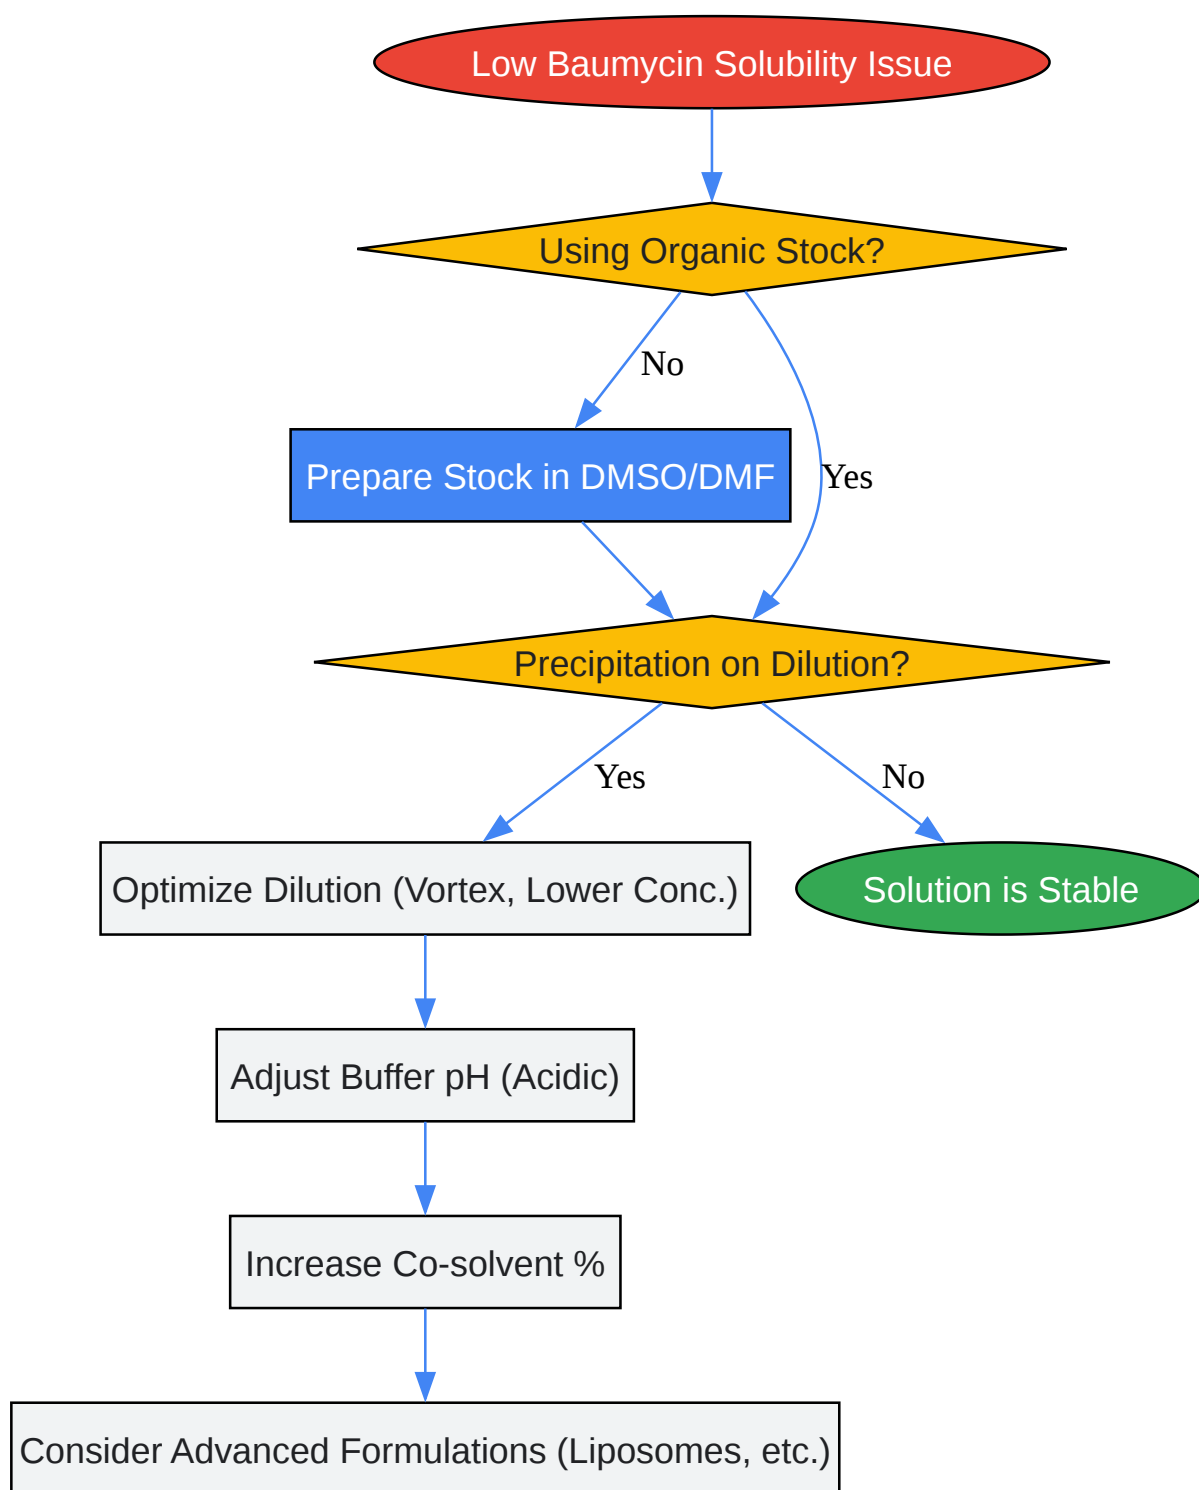 Low Baumycin Solubility Issue
Using Organic Stock?
No
Prepare Stock in DMSO/DMF
Yes
Precipitation on Dilution?
Yes
No
Optimize Dilution (Vortex, Lower Conc.)
Solution is Stable
Adjust Buffer pH (Acidic)
Increase Co-solvent %
Consider Advanced Formulations (Liposomes, etc.)